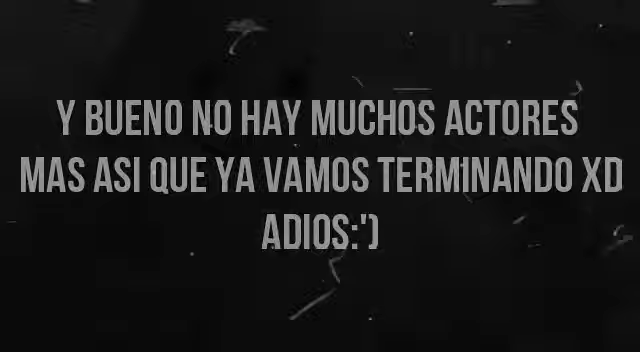 Y BUENO NO HAY MUCHOS ACTORES
MAS ASI QUE YA VAMOS TERMINANDO XD
ADIOS:')